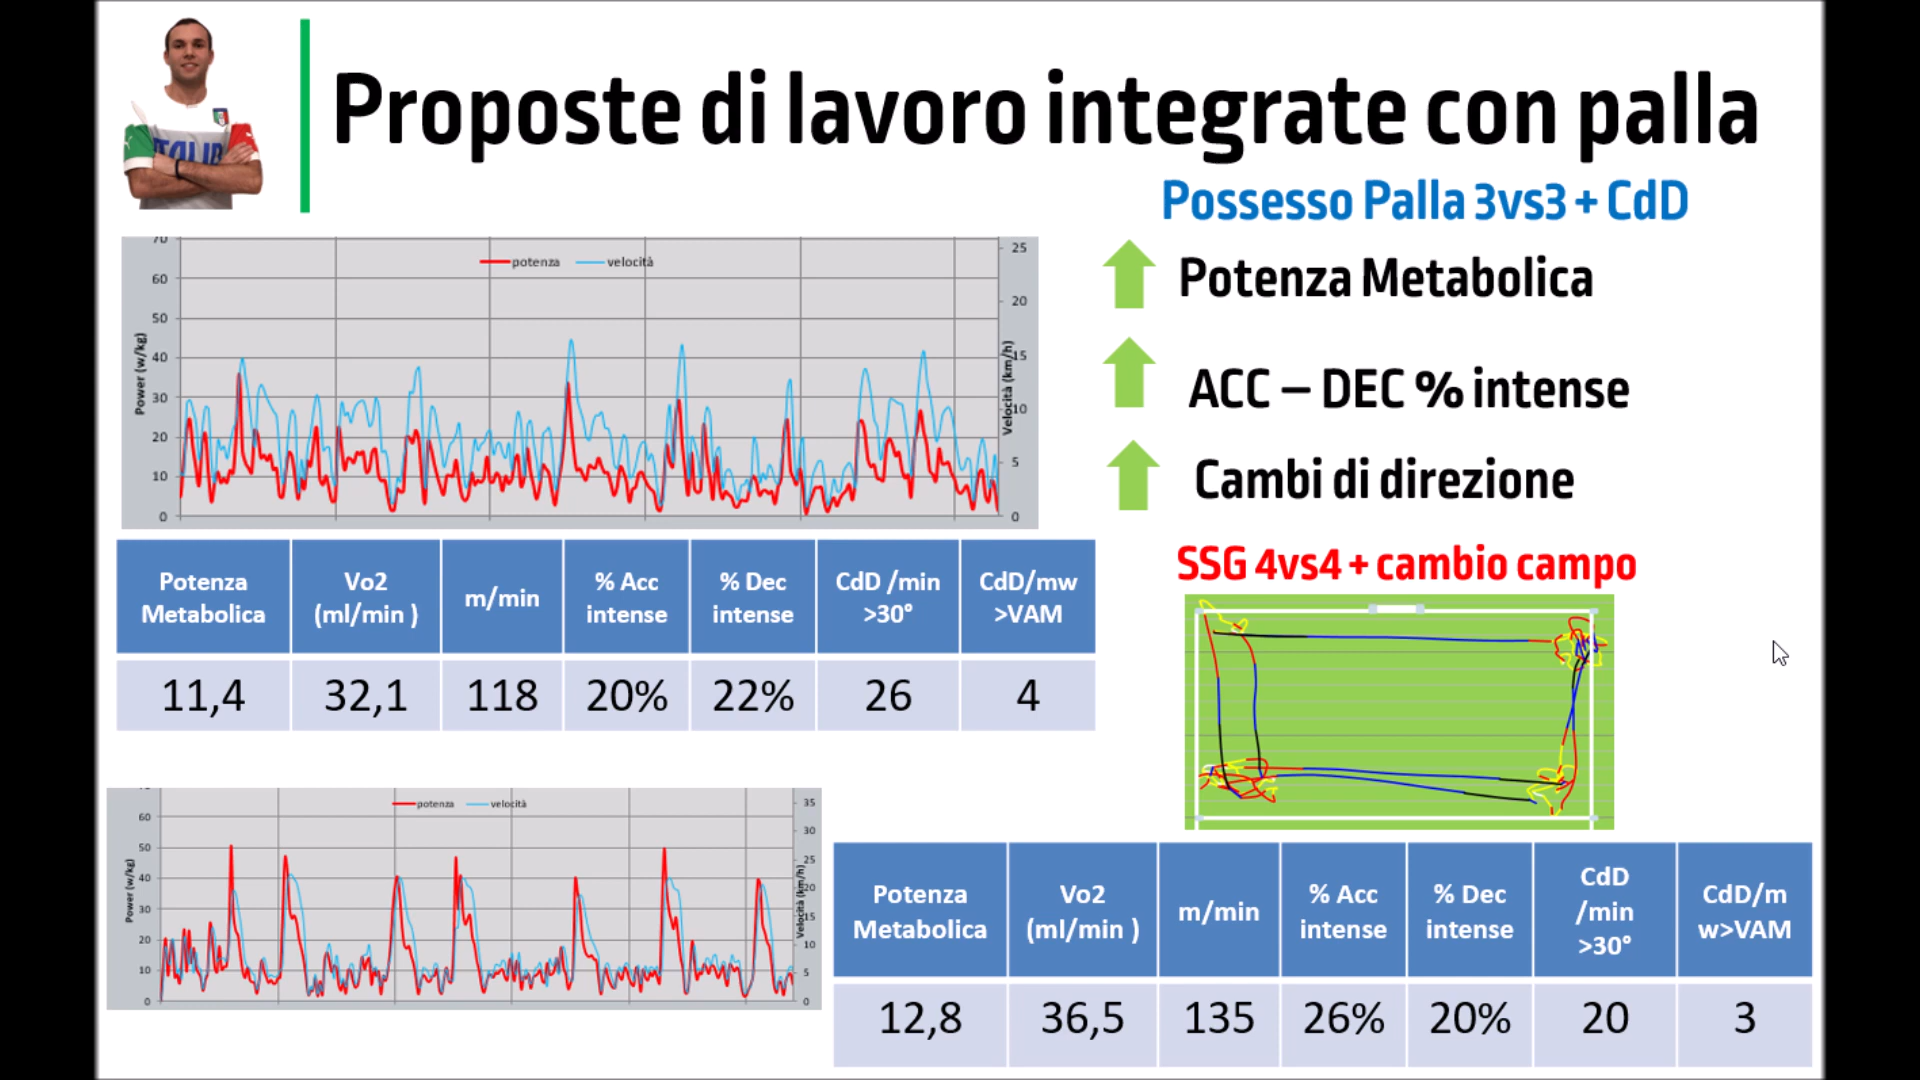 Proposte di lavoro integrate con palla
Possesso Palla 3vs3 + CdD
Potenza Metabolica
ACC – DEC % intense
Cambi di direzione
potenza velocità
Power (w/kg)
70
60
50
40
30
20
10
0
25
20
15
10
5
0
Velocità (km/h)
Potenza Metabolica
Vo2 (ml/min )
m/min
% Acc intense
% Dec intense
CdD /min >30°
CdD/mw >VAM
11,4 32,1 118 20% 22% 26 4
SSG 4vs4 + cambio campo
potenza velocità
Power (w/kg)
60
50
40
30
20
10
0
35
30
25
20
15
10
5
0
Velocità (km/h)
Potenza Metabolica
Vo2 (ml/min )
m/min
% Acc intense
% Dec intense
CdD /min >30°
CdD/m w>VAM
12,8 36,5 135 26% 20% 20 3